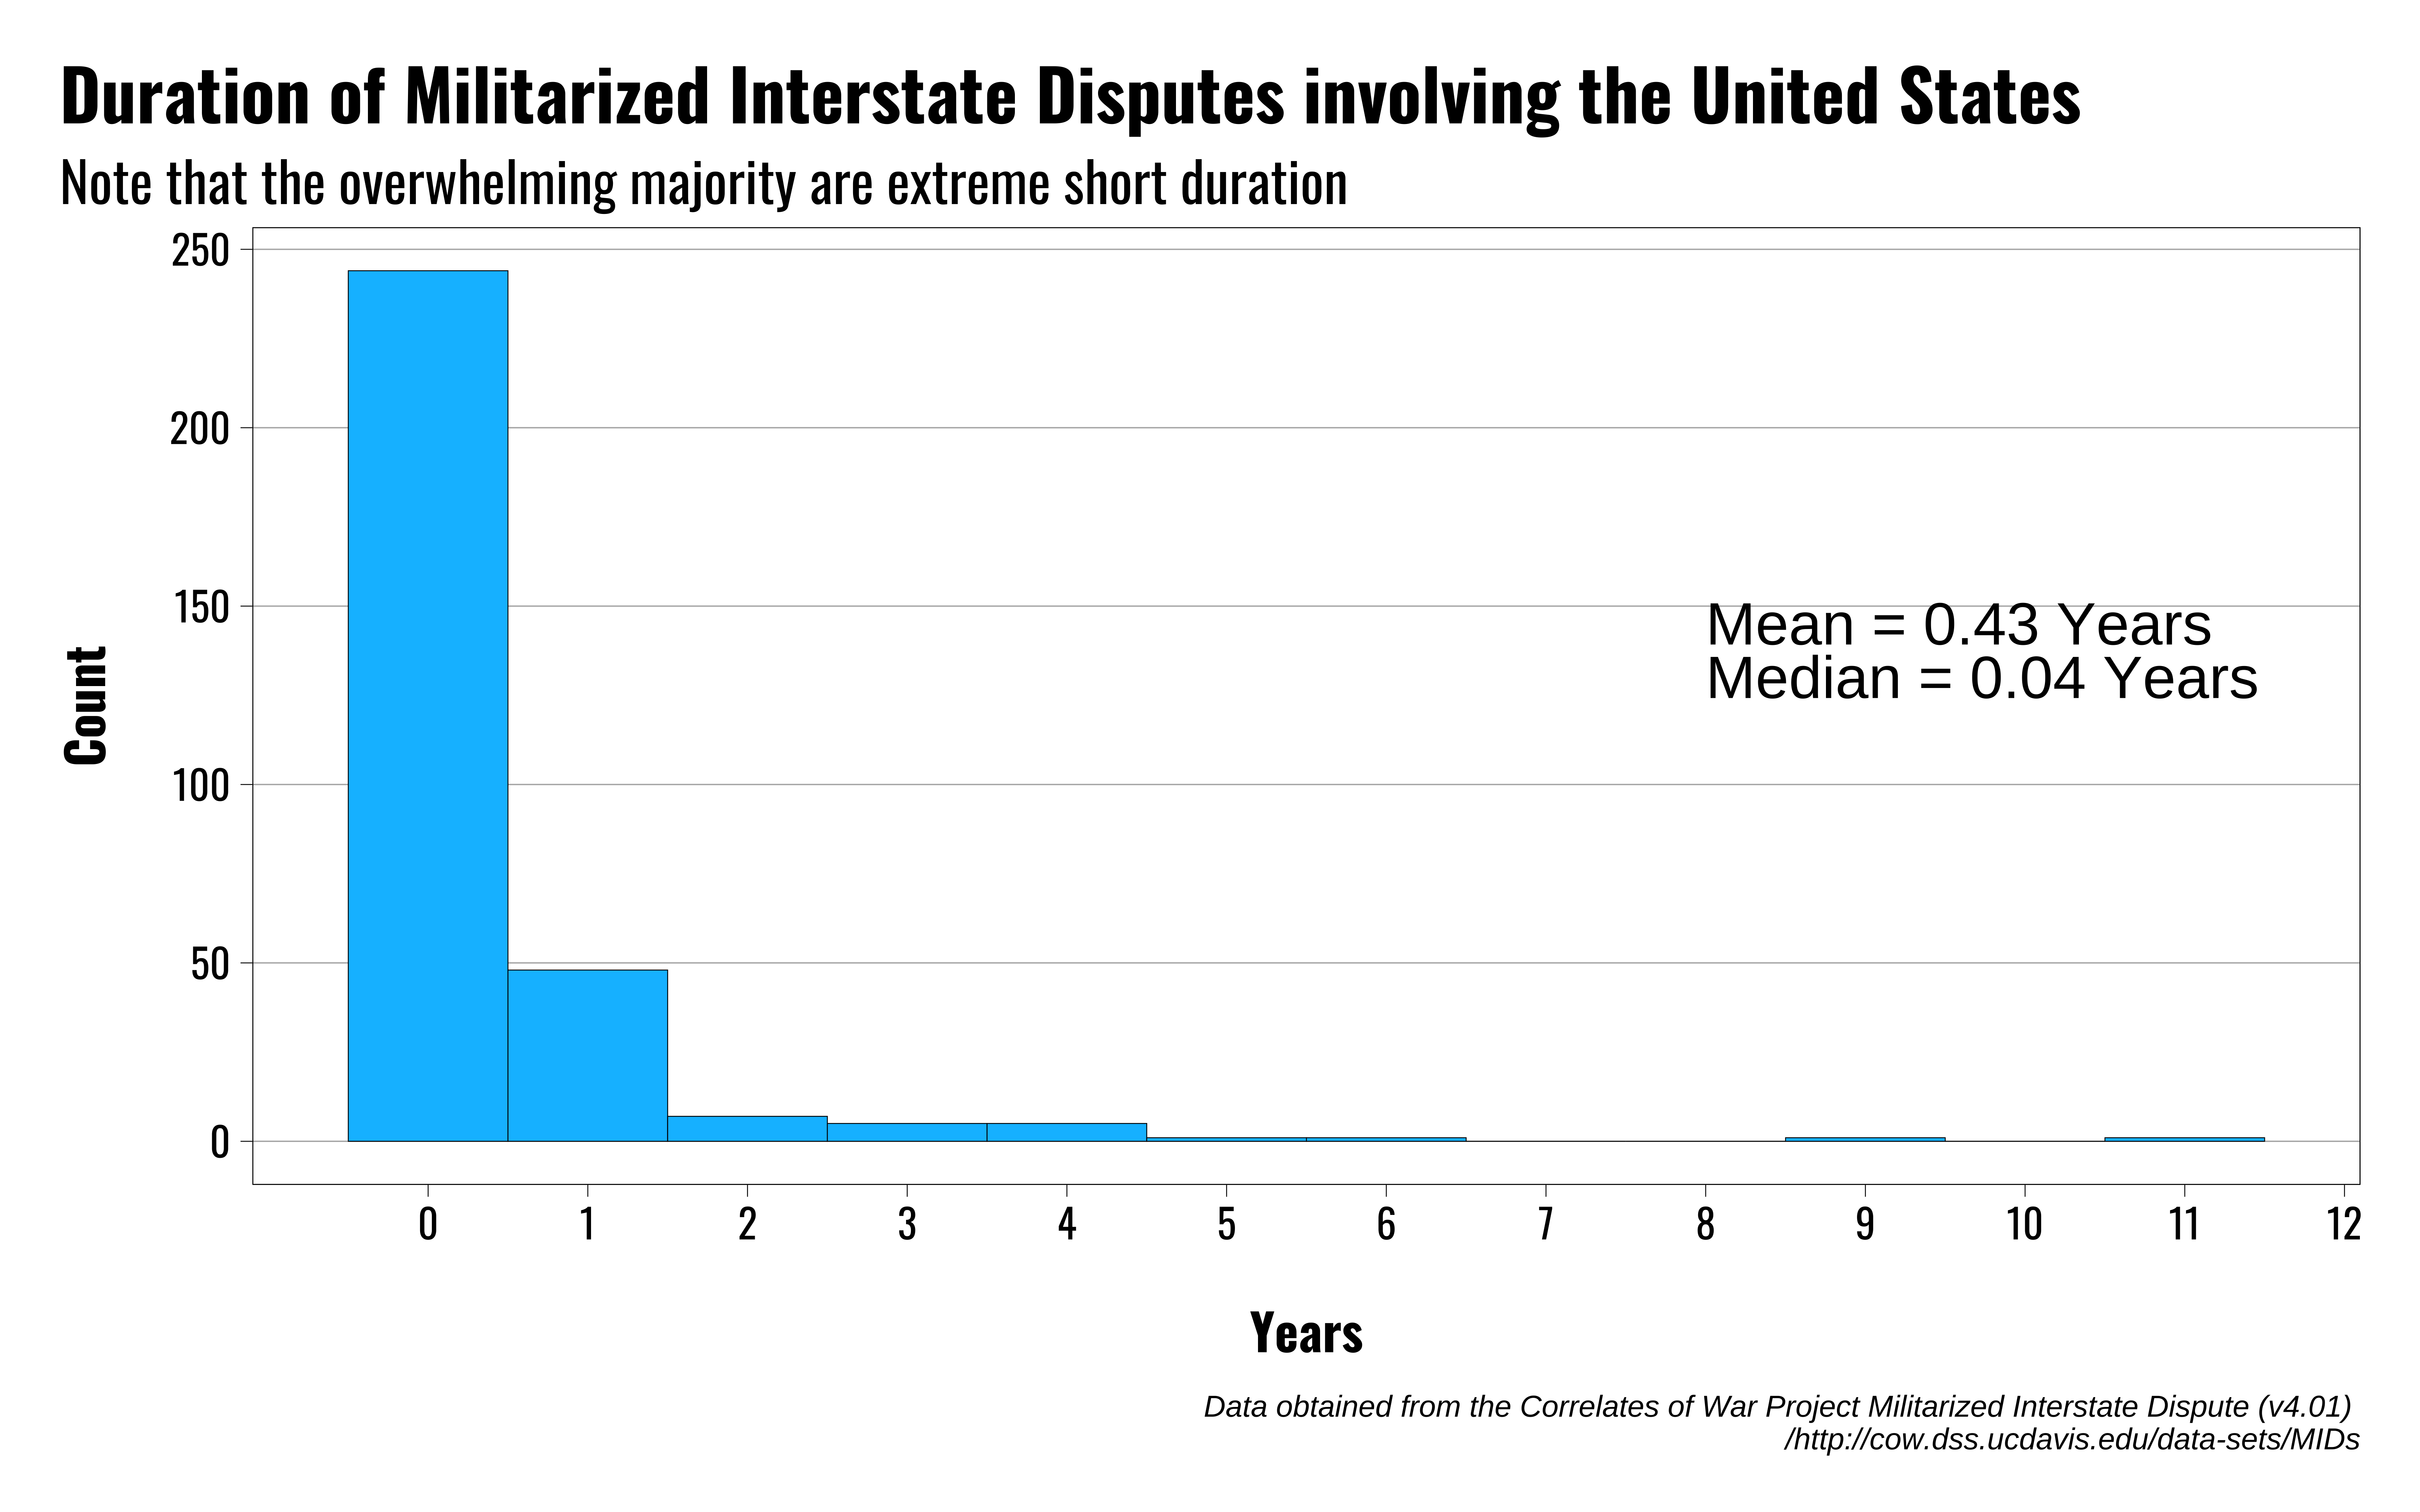 Duration of Militarized Interstate Disputes involving the United States
Note that the overwhelming majority are extreme short duration
250
200
150
100
50
0
Count
Mean = 0.43 Years
Median = 0.04 Years
0 1 2 3 4 5 6 7 8 9 10 11 12
Years
Data obtained from the Correlates of War Project Militarized Interstate Dispute (v4.01)
/http://cow.dss.ucdavis.edu/data-sets/MIDs